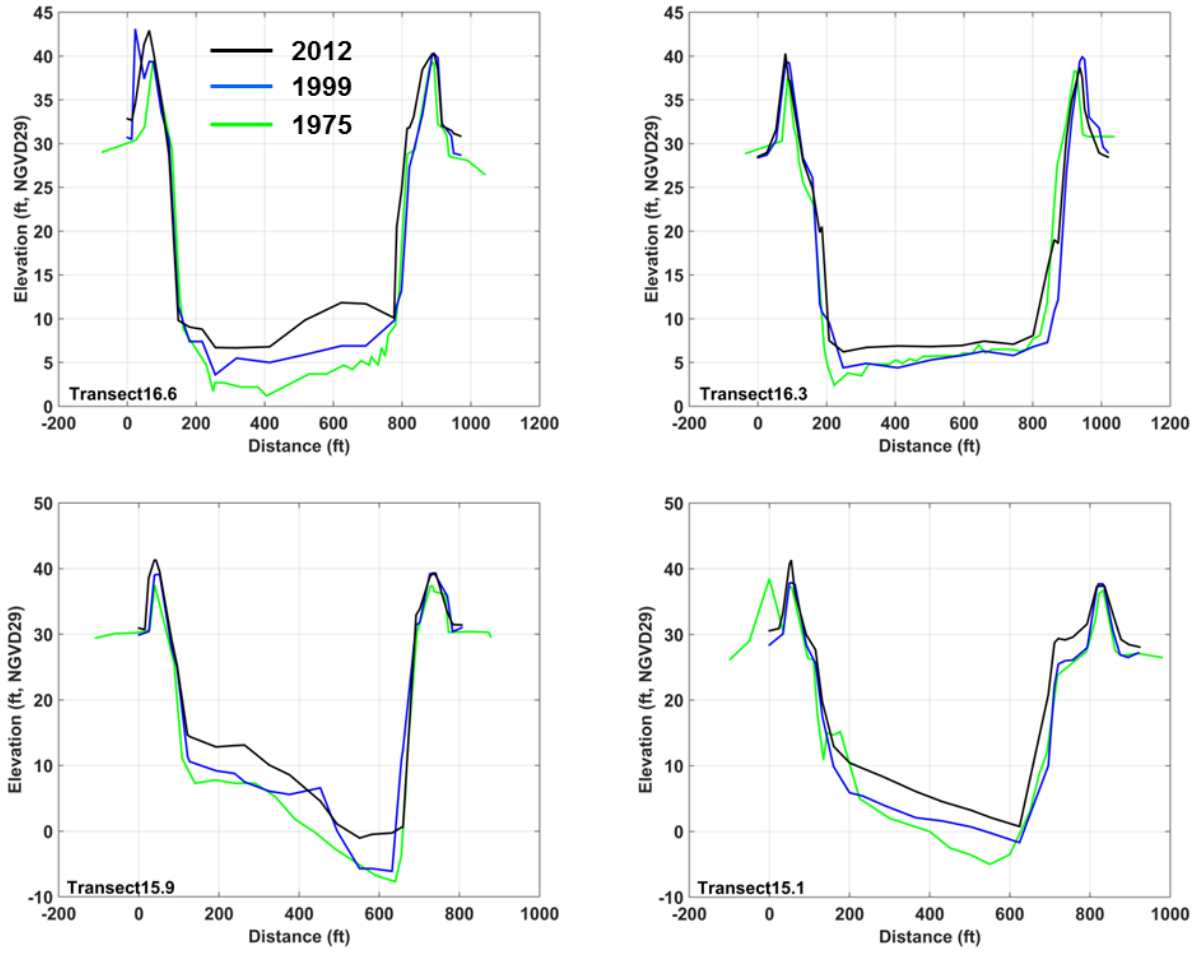 45
40
35
30
25
20
15
10
5
0
Elevation (ft, NGVD29)
2012
1999
1975
Transect16.6
-200 0 200 400 600 800 1000 1200
Distance (ft)
45
40
35
30
25
20
15
10
5
0
Elevation (ft, NGVD29)
Transect16.3
-200 0 200 400 600 800 1000 1200
Distance (ft)
50
40
30
20
10
0
-10
Elevation (ft, NGVD29)
Transect15.9
-200 0 200 400 600 800 1000
Distance (ft)
50
40
30
20
10
0
-10
Elevation (ft, NGVD29)
Transect15.1
-200 0 200 400 600 800 1000
Distance (ft)